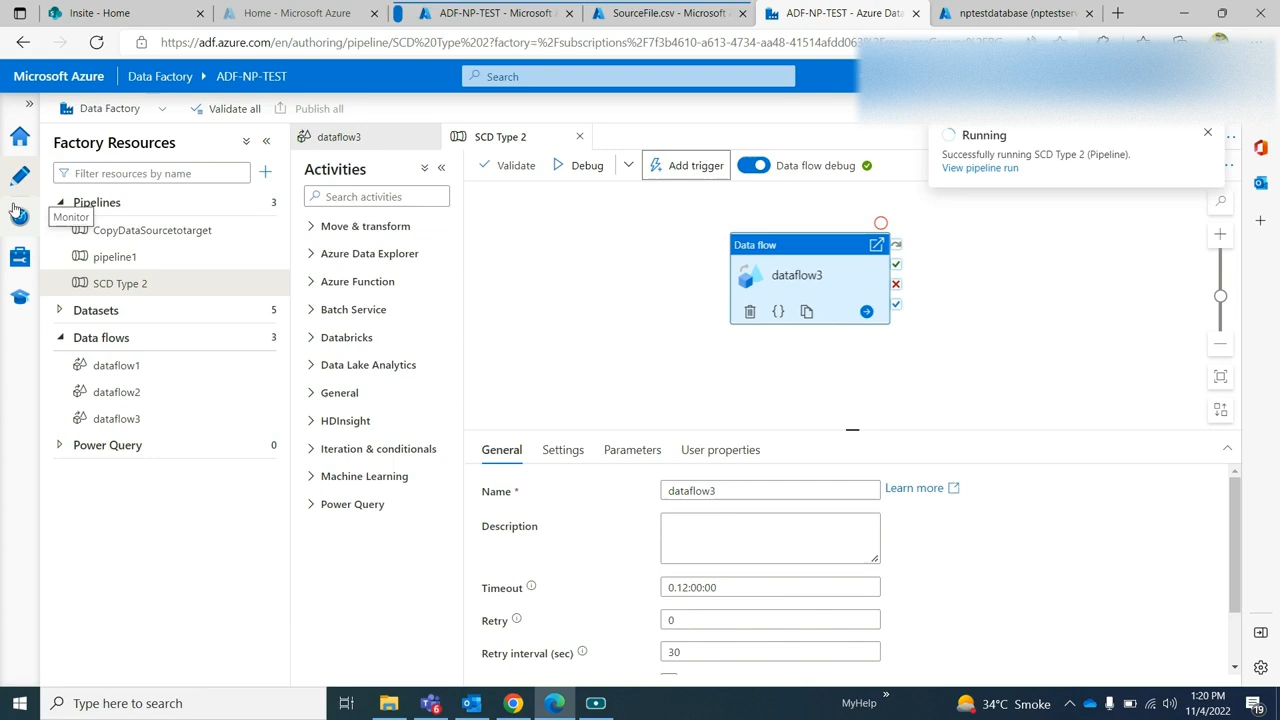 Insite - Home
Home - Microsoft Azure
ADF-NP-TEST - Microsoft A
SourceFile.csv - Microsoft A
ADF-NP-TEST - Azure Data
nptestdatabase (nptestserv
https://adf.azure.com/en/authoring/pipeline/SCD%20Type%202?factory=%2Fsubscriptions%2F7f3b4610-a613-4734-aa48-41514afdd063
Microsoft Azure
Data Factory
ADF-NP-TEST
Search
Data Factory
Validate all
Publish all
Factory Resources
Filter resources by name
Pipelines
3
Monitor
CopyDataSourcetotarget
pipeline1
SCD Type 2
Datasets
5
Data flows
3
dataflow1
dataflow2
dataflow3
Power Query
0
dataflow3
SCD Type 2
Activities
Search activities
Move & transform
Azure Data Explorer
Azure Function
Batch Service
Databricks
Data Lake Analytics
General
HDInsight
Iteration & conditionals
Machine Learning
Power Query
Validate
Debug
Add trigger
Data flow debug
Running
Successfully running SCD Type 2 (Pipeline).
View pipeline run
Data flow
dataflow3
General
Settings
Parameters
User properties
Name *
dataflow3
Learn more
Description
Timeout
0.12:00:00
Retry
0
Retry interval (sec)
30
Type here to search
MyHelp
34°C Smoke
1:20 PM
11/4/2022
19